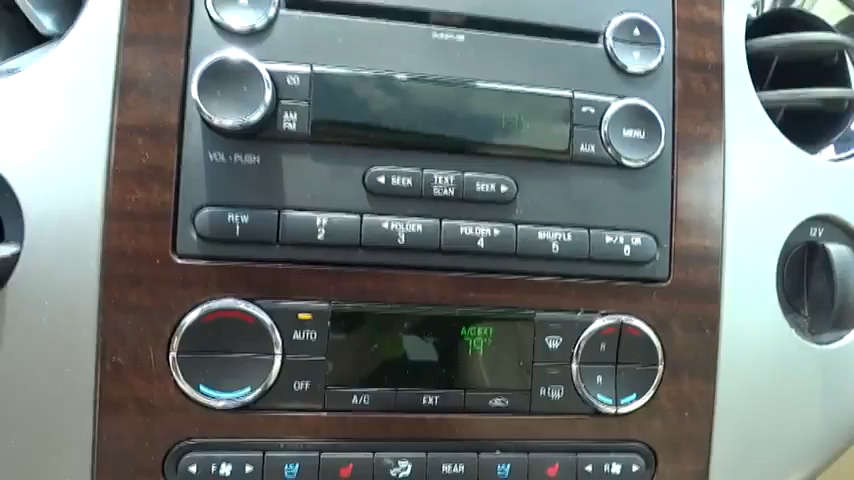 CD
AM
FM
AUX
MENU
VOL - PUSH
SEEK
TEXT
SCAN
SEEK
REW
1
FF
2
FOLDER
3
FOLDER
4
SHUFFLE
5
6
12V
AUTO
OFF
A/C EXT
79°
A/C
EXT
R
R
R
F
REAR
R